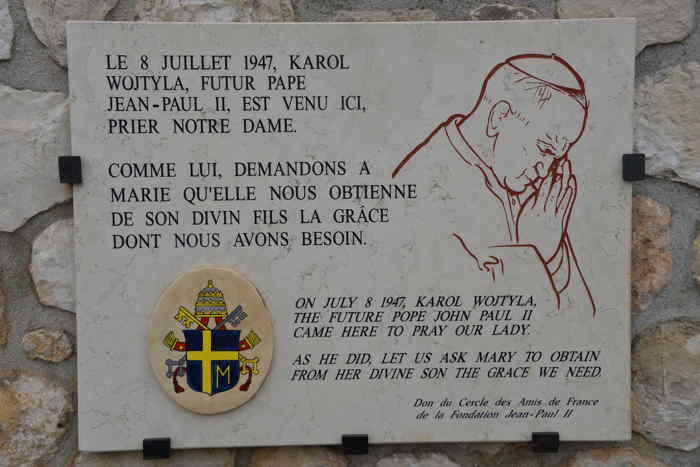 LE 8 JUILLET 1947, KAROL
WOJTYLA, FUTUR PAPE
JEAN-PAUL II, EST VENU ICI,
PRIER NOTRE DAME.
COMME LUI, DEMANDONS A
MARIE QU'ELLE NOUS OBTIENNE
DE SON DIVIN FILS LA GRÂCE
DONT NOUS AVONS BESOIN.
M
ON JULY 8 1947, KAROL WOJTYLA,
THE FUTURE POPE JOHN PAUL II
CAME HERE TO PRAY OUR LADY.
AS HE DID, LET US ASK MARY TO OBTAIN
FROM HER DIVINE SON THE GRACE WE NEED.
Don du Cercle des Amis de France
de la Fondation Jean-Paul II